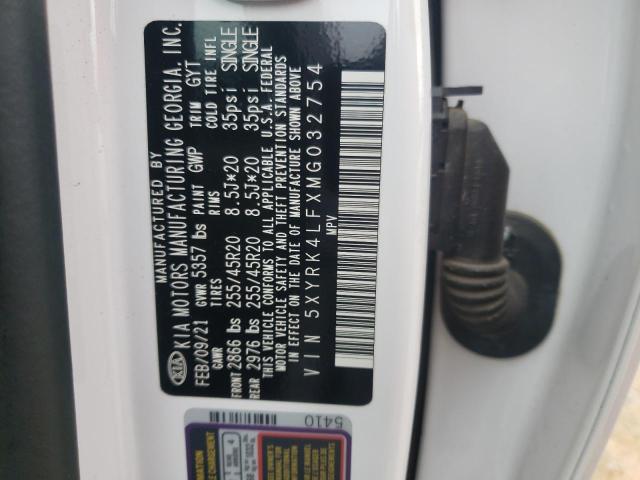 KIA
MANUFACTURED BY
KIA MOTORS MANUFACTURING GEORGIA, INC.
FEB/09/21 GVWR 5357 lbs PAINT GWP TRIM GYT
GAWR TIRES RIMS COLD TIRE INFL
FRONT 2866 lbs 255/45R20 8.5J*20 35psi SINGLE
REAR 2976 lbs 255/45R20 8.5J*20 35psi SINGLE
THIS VEHICLE CONFORMS TO ALL APPLICABLE U.S.A. FEDERAL
MOTOR VEHICLE SAFETY AND THEFT PREVENTION STANDARDS
IN EFFECT ON THE DATE OF MANUFACTURE SHOWN ABOVE
VIN 5XYRK4LFXMG032754
MPV
5410